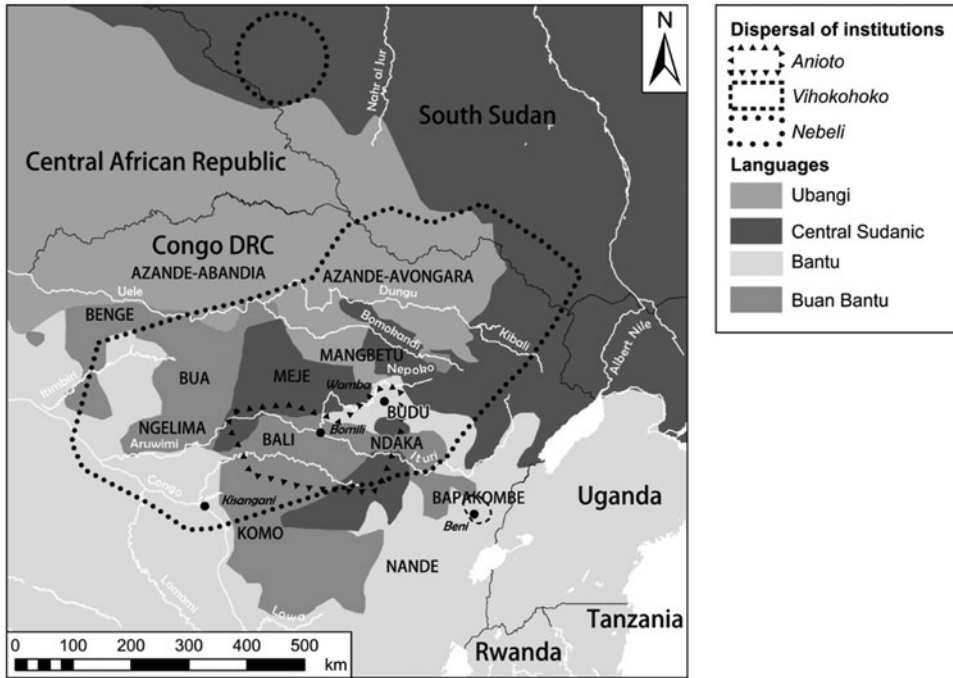 N
Nahr al Jur
South Sudan
Central African Republic
Congo DRC
AZANDE-ABANDIA
AZANDE-AVONGARA
Uele
Dungu
BENGE
Bomokandi
Kibali
Albert Nile
Itimbiri
MANGBETU
Nepoko
BUA
MEJE
Wamba
BUDU
NGELIMA
Bomili
Aruwimi
BALI
NDAKA
Ituri
Congo
Kisangani
BAPAKOMBE
Uganda
Beni
KOMO
NANDE
Lomami
Lowa
Tanzania
Rwanda
0 100 200 300 400 500
km
Dispersal of institutions
Anioto
Vihokohoko
Nebeli
Languages
Ubangi
Central Sudanic
Bantu
Buan Bantu